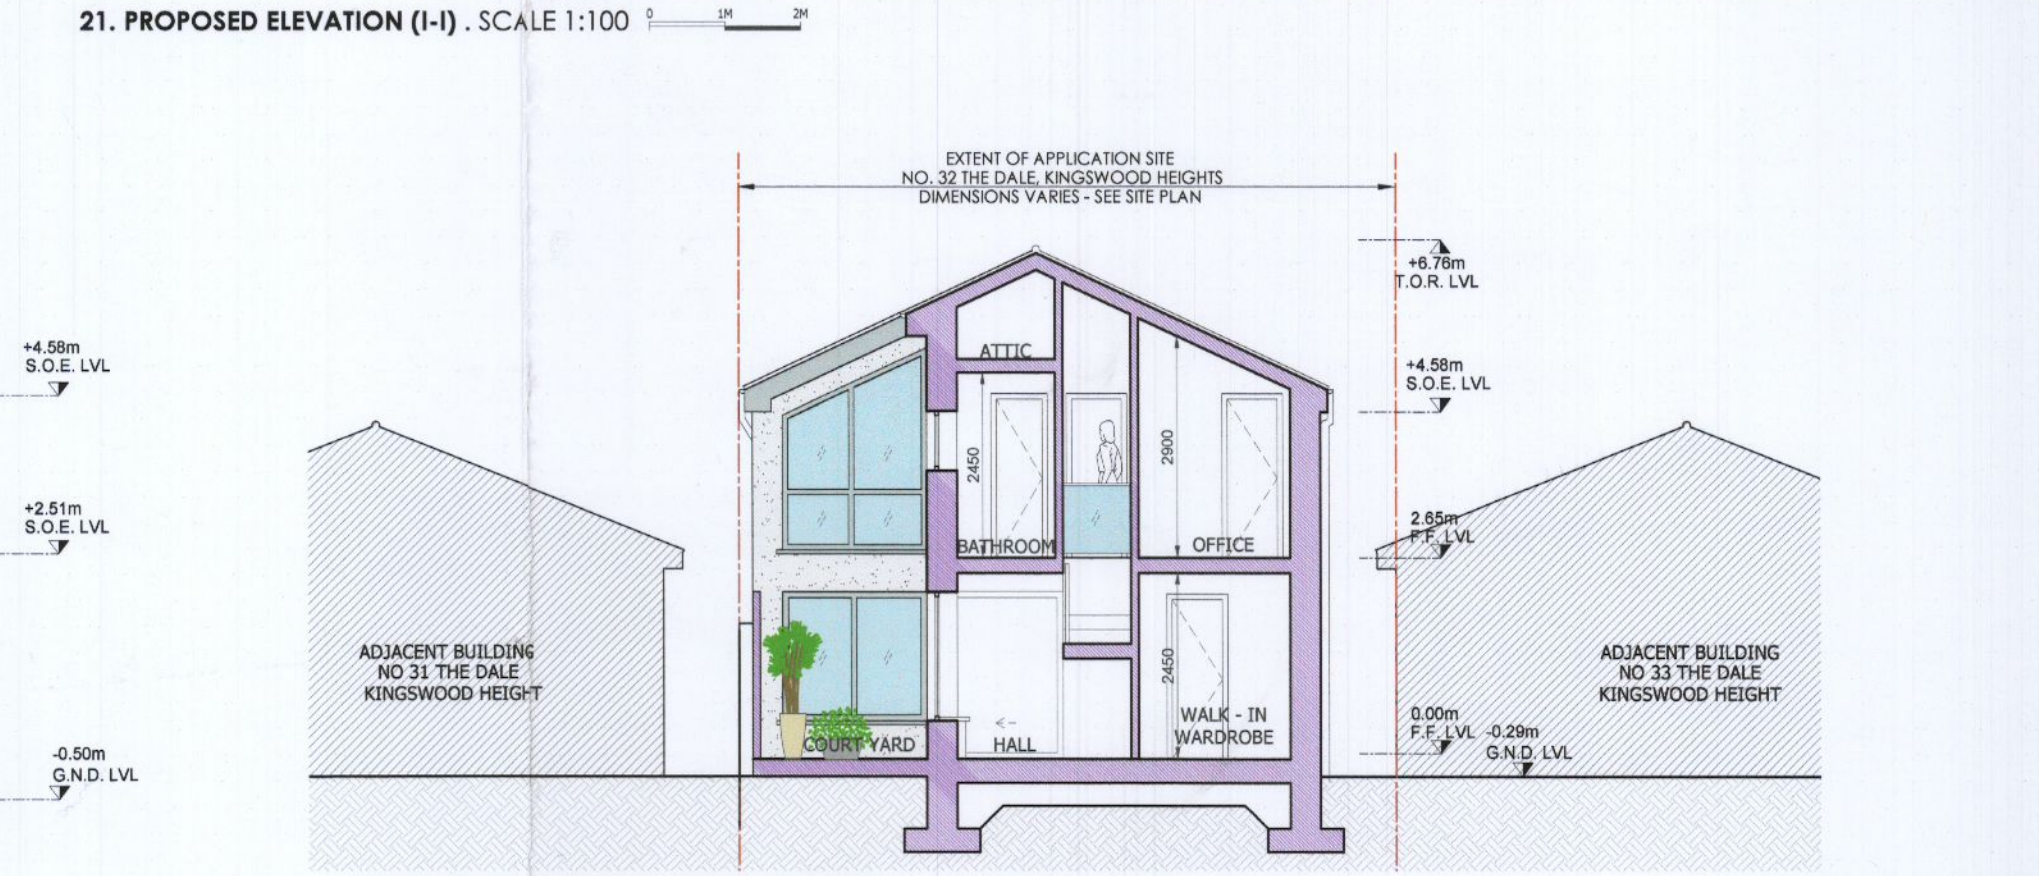 21. PROPOSED ELEVATION (I-I) . SCALE 1:100
0 1M 2M
EXTENT OF APPLICATION SITE
NO. 32 THE DALE, KINGSWOOD HEIGHTS
DIMENSIONS VARIES - SEE SITE PLAN
+6.76m
T.O.R. LVL
+4.58m
S.O.E. LVL
+4.58m
S.O.E. LVL
ATTIC
2450
2900
+2.51m
S.O.E. LVL
2.65m
F.F. LVL
BATHROOM
OFFICE
ADJACENT BUILDING
NO 31 THE DALE
KINGSWOOD HEIGHT
2450
ADJACENT BUILDING
NO 33 THE DALE
KINGSWOOD HEIGHT
COURT YARD
HALL
WALK - IN
WARDROBE
0.00m
F.F. LVL
-0.29m
G.N.D. LVL
-0.50m
G.N.D. LVL